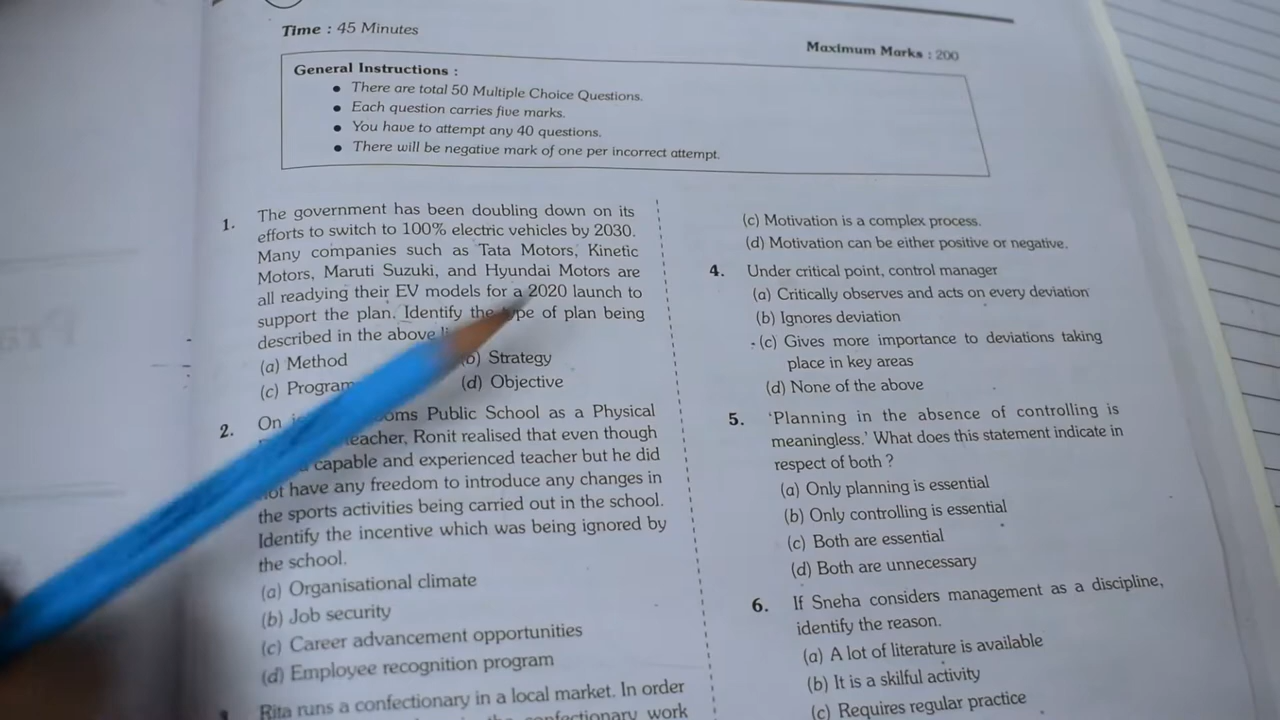 Time : 45 Minutes
Maximum Marks : 200
General Instructions :
• There are total 50 Multiple Choice Questions.
• Each question carries five marks.
• You have to attempt any 40 questions.
• There will be negative mark of one per incorrect attempt.
1. The government has been doubling down on its
efforts to switch to 100% electric vehicles by 2030.
Many companies such as Tata Motors, Kinetic
Motors, Maruti Suzuki, and Hyundai Motors are
all readying their EV models for a 2020 launch to
support the plan. Identify the type of plan being
described in the above
(a) Method (b) Strategy
(c) Program (d) Objective
2. On Public School as a Physical
teacher, Ronit realised that even though
capable and experienced teacher but he did
not have any freedom to introduce any changes in
the sports activities being carried out in the school.
Identify the incentive which was being ignored by
the school.
(a) Organisational climate
(b) Job security
(c) Career advancement opportunities
(d) Employee recognition program
Rita runs a confectionary in a local market. In order
confectionary work
(c) Motivation is a complex process.
(d) Motivation can be either positive or negative.
4. Under critical point, control manager
(a) Critically observes and acts on every deviation
(b) Ignores deviation
(c) Gives more importance to deviations taking
place in key areas
(d) None of the above
5. 'Planning in the absence of controlling is
meaningless.' What does this statement indicate in
respect of both ?
(a) Only planning is essential
(b) Only controlling is essential
(c) Both are essential
(d) Both are unnecessary
6. If Sneha considers management as a discipline,
identify the reason.
(a) A lot of literature is available
(b) It is a skilful activity
(c) Requires regular practice